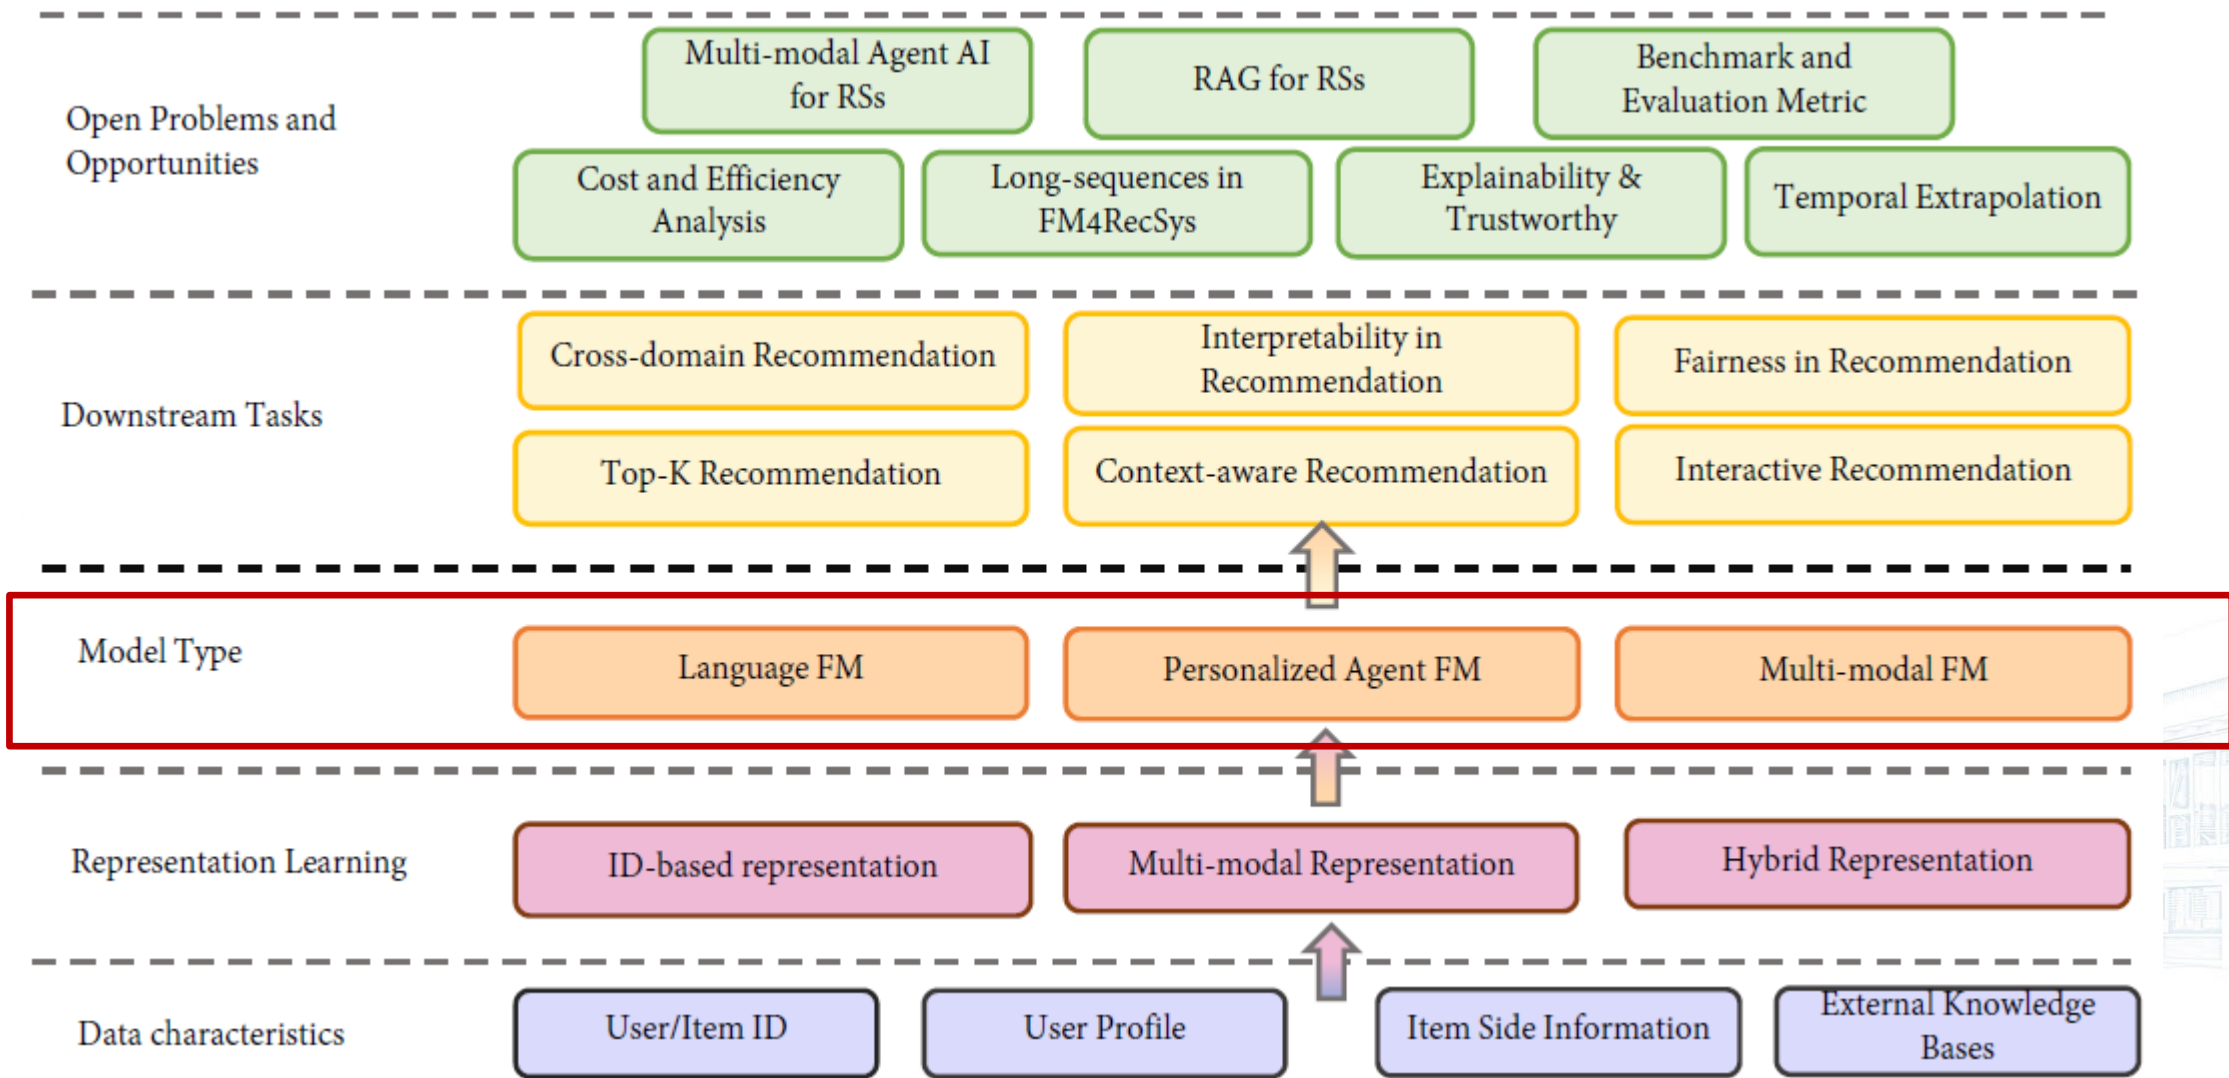 Open Problems and
Opportunities
Multi-modal Agent AI
for RSs
RAG for RSs
Benchmark and
Evaluation Metric
Cost and Efficiency
Analysis
Long-sequences in
FM4RecSys
Explainability &
Trustworthy
Temporal Extrapolation
Downstream Tasks
Cross-domain Recommendation
Interpretability in
Recommendation
Fairness in Recommendation
Top-K Recommendation
Context-aware Recommendation
Interactive Recommendation
Model Type
Language FM
Personalized Agent FM
Multi-modal FM
Representation Learning
ID-based representation
Multi-modal Representation
Hybrid Representation
Data characteristics
User/Item ID
User Profile
Item Side Information
External Knowledge
Bases